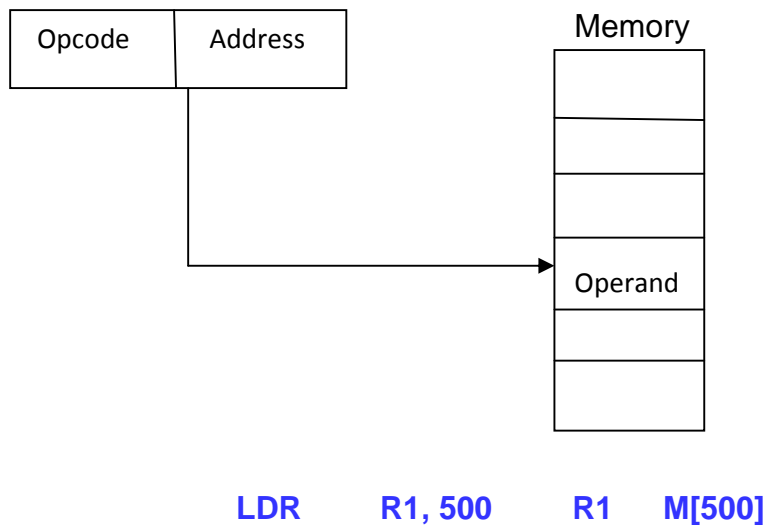 Opcode Address
Memory
Operand
LDR R1, 500 R1 M[500]